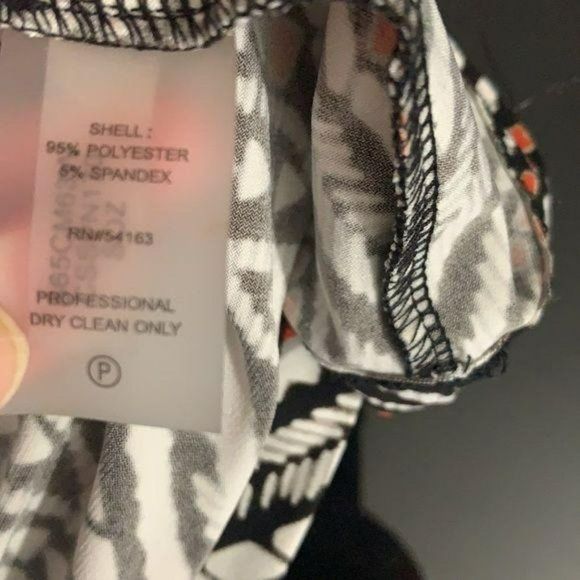 SHELL :
95% POLYESTER
5% SPANDEX
RN#54163
PROFESSIONAL
DRY CLEAN ONLY
P